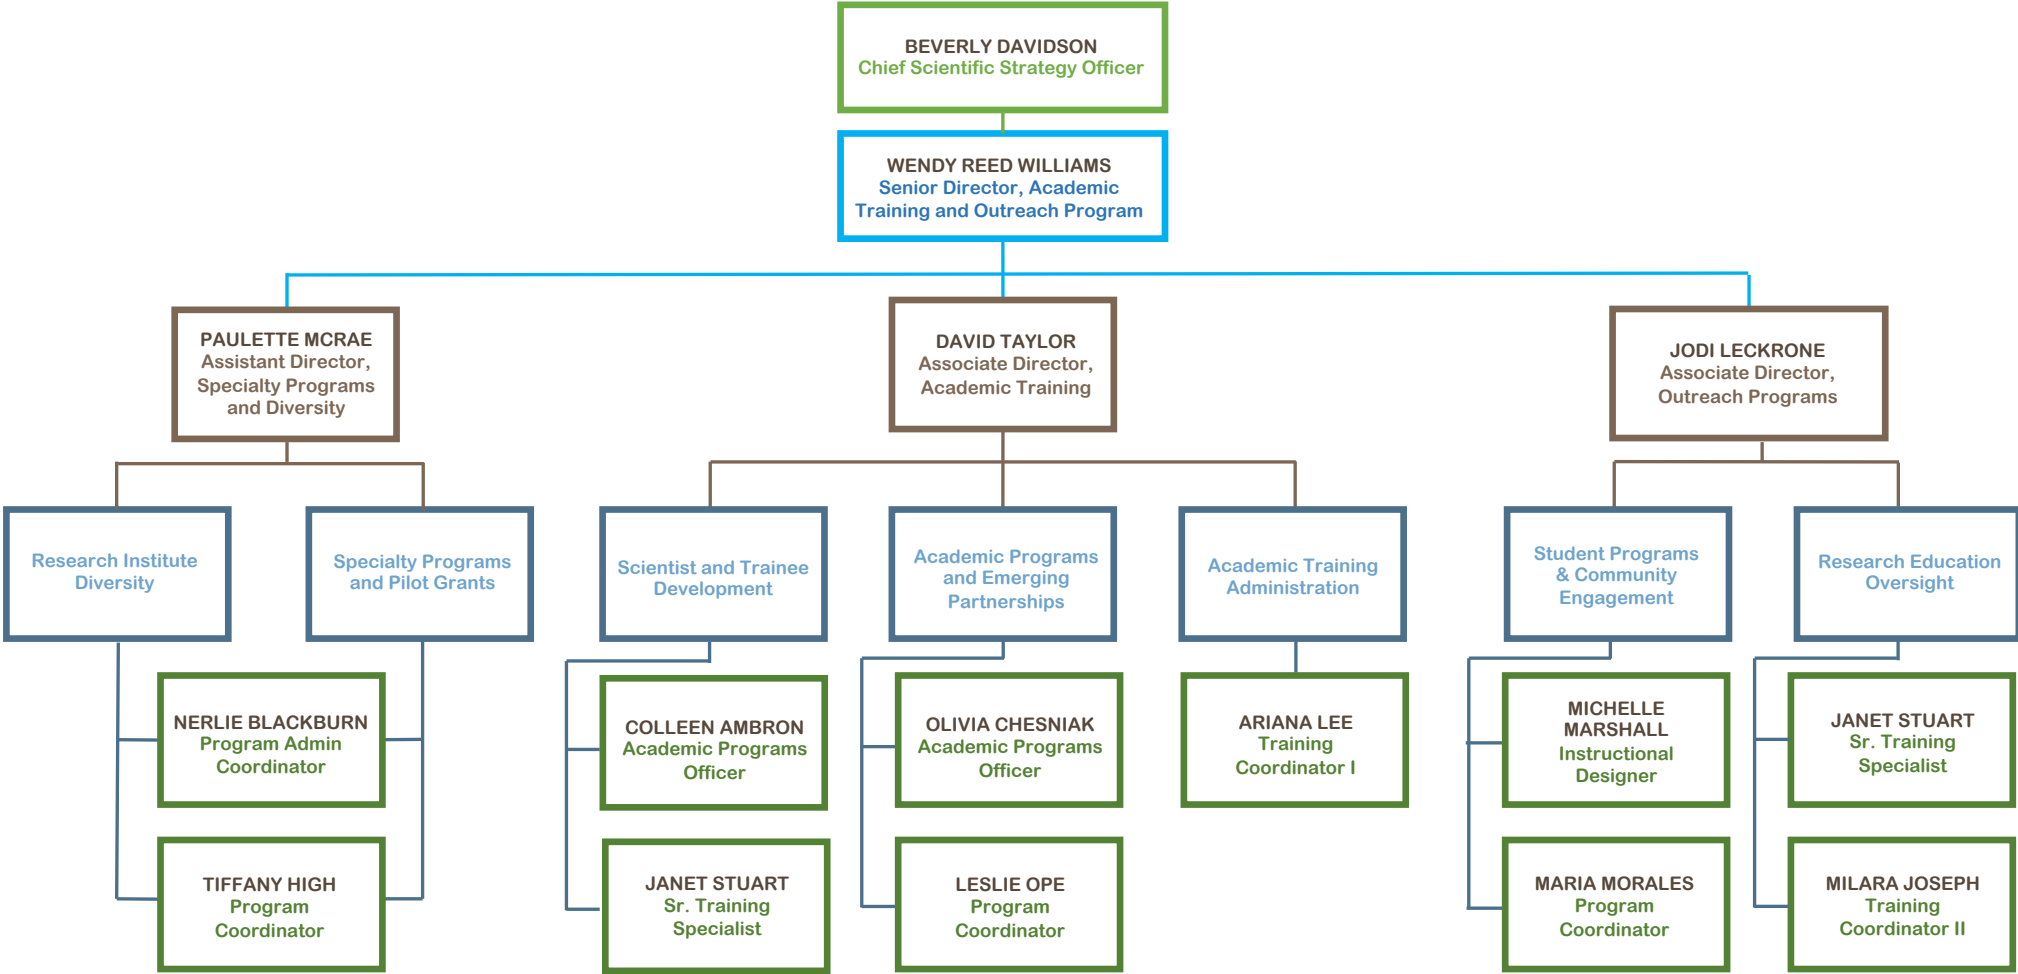 BEVERLY DAVIDSON
Chief Scientific Strategy Officer
WENDY REED WILLIAMS
Senior Director, Academic
Training and Outreach Program
PAULETTE MCRAE
Assistant Director,
Specialty Programs
and Diversity
DAVID TAYLOR
Associate Director,
Academic Training
JODI LECKRONE
Associate Director,
Outreach Programs
Research Institute
Diversity
Specialty Programs
and Pilot Grants
Scientist and Trainee
Development
Academic Programs
and Emerging
Partnerships
Academic Training
Administration
Student Programs
& Community
Engagement
Research Education
Oversight
NERLIE BLACKBURN
Program Admin
Coordinator
COLLEEN AMBRON
Academic Programs
Officer
OLIVIA CHESNIAK
Academic Programs
Officer
ARIANA LEE
Training
Coordinator I
MICHELLE
MARSHALL
Instructional
Designer
JANET STUART
Sr. Training
Specialist
TIFFANY HIGH
Program
Coordinator
JANET STUART
Sr. Training
Specialist
LESLIE OPE
Program
Coordinator
MARIA MORALES
Program
Coordinator
MILARA JOSEPH
Training
Coordinator II